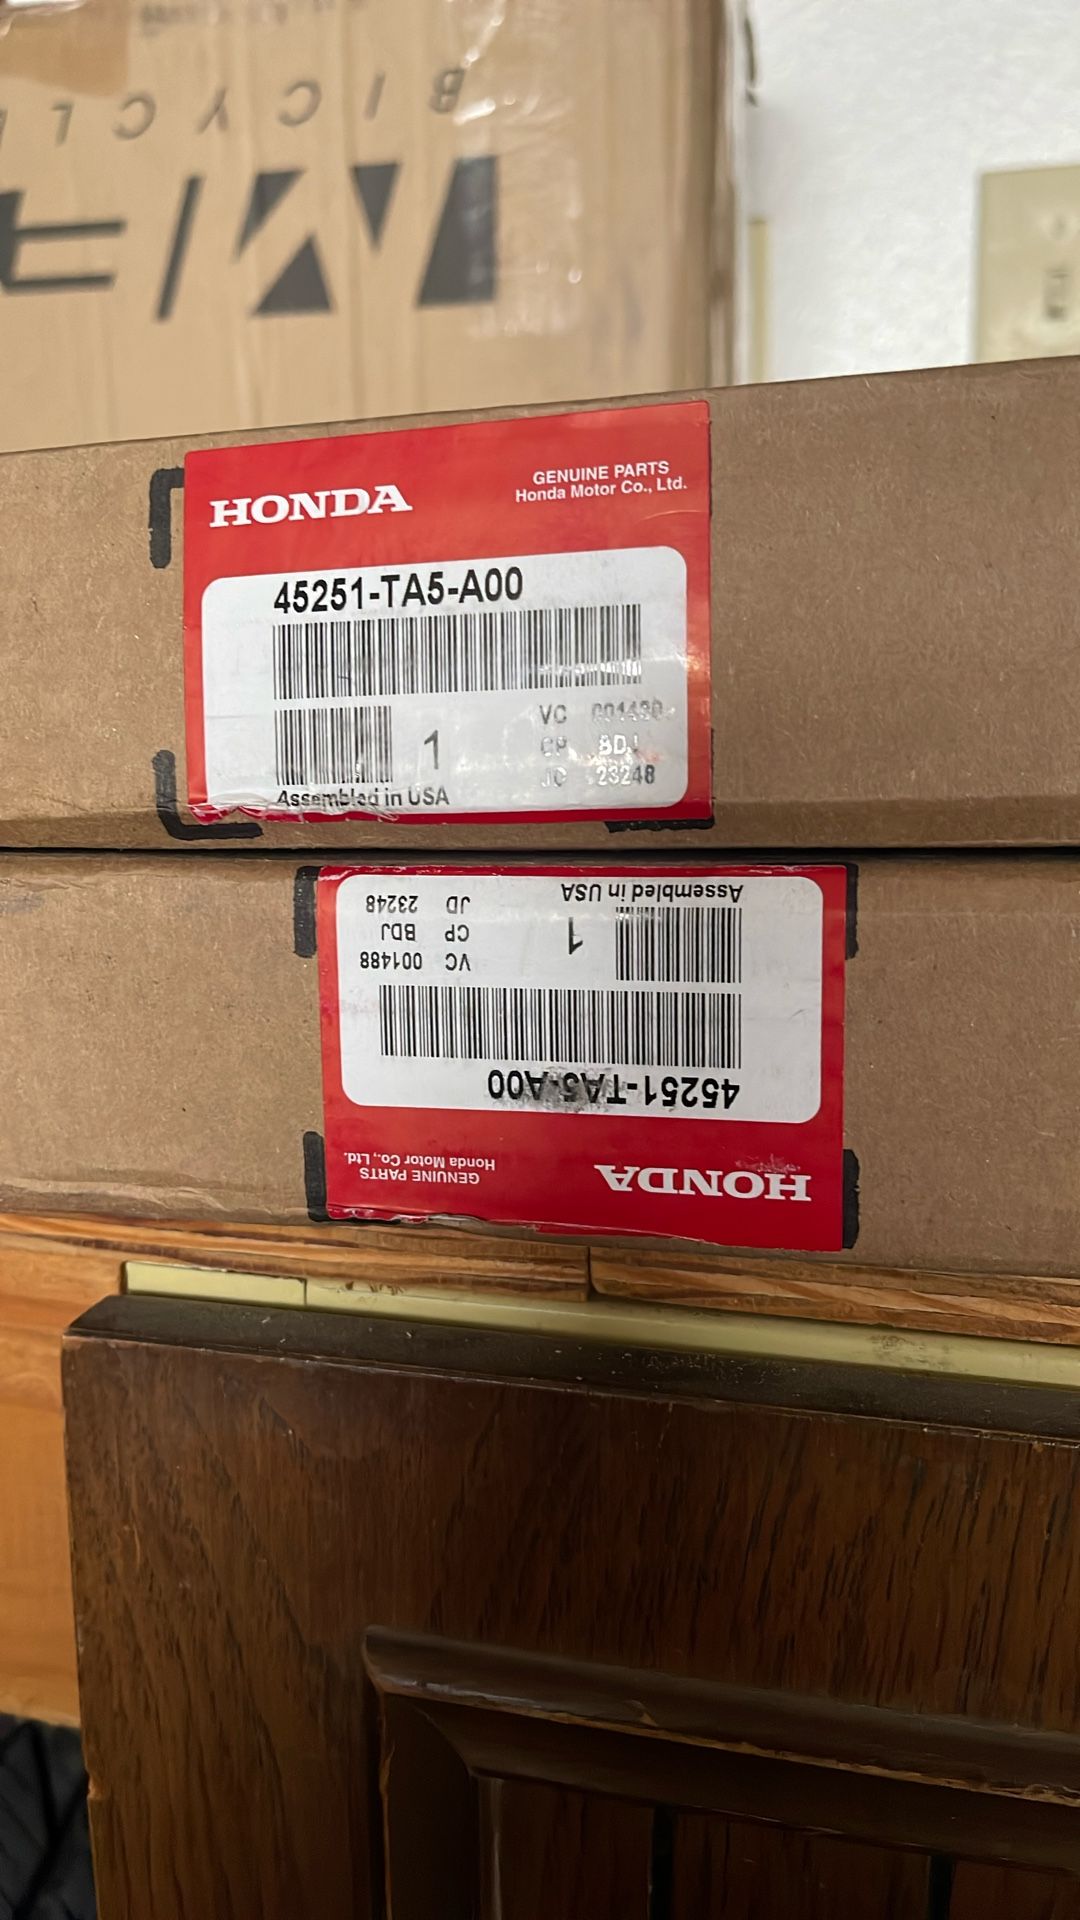 BICYCL
HONDA
GENUINE PARTS
Honda Motor Co., Ltd.
45251-TA5-A00
1
VC
CP BDJ
23248
Assembled in USA
HONDA
GENUINE PARTS
Honda Motor Co., Ltd.
45251-TA5-A00
1
VC 001488
CP BDJ
JD 23248
Assembled in USA